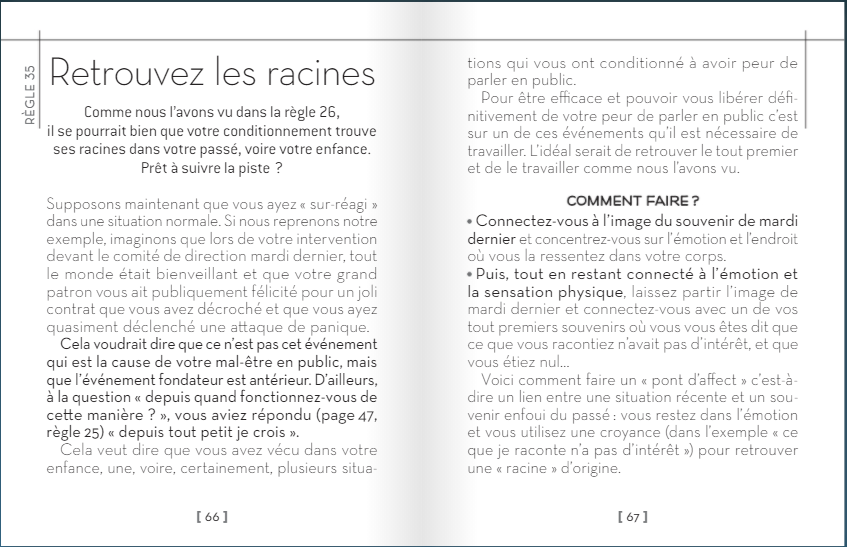 RÈGLE 35
Retrouvez les racines
Comme nous l'avons vu dans la règle 26,
il se pourrait bien que votre conditionnement trouve
ses racines dans votre passé, voire votre enfance.
Prêt à suivre la piste ?
Supposons maintenant que vous ayez « sur-réagi »
dans une situation normale. Si nous reprenons notre
exemple, imaginons que lors de votre intervention
devant le comité de direction mardi dernier, tout
le monde était bienveillant et que votre grand
patron vous ait publiquement félicité pour un joli
contrat que vous avez décroché et que vous ayez
quasiment déclenché une attaque de panique.
Cela voudrait dire que ce n'est pas cet événement
qui est la cause de votre mal-être en public, mais
que l'événement fondateur est antérieur. D'ailleurs,
à la question « depuis quand fonctionnez-vous de
cette manière ? », vous aviez répondu (page 47,
règle 25) « depuis tout petit je crois ».
Cela veut dire que vous avez vécu dans votre
enfance, une, voire, certainement, plusieurs situa-
[ 66 ]
tions qui vous ont conditionné à avoir peur de
parler en public.
Pour être efficace et pouvoir vous libérer défi-
nitivement de votre peur de parler en public c'est
sur un de ces événements qu'il est nécessaire de
travailler. L'idéal serait de retrouver le tout premier
et de le travailler comme nous l'avons vu.
COMMENT FAIRE ?
• Connectez-vous à l'image du souvenir de mardi
dernier et concentrez-vous sur l'émotion et l'endroit
où vous la ressentez dans votre corps.
• Puis, tout en restant connecté à l'émotion et
la sensation physique, laissez partir l'image de
mardi dernier et connectez-vous avec un de vos
tout premiers souvenirs où vous vous êtes dit que
ce que vous racontiez n'avait pas d'intérêt, et que
vous étiez nul...
Voici comment faire un « pont d'affect » c'est-à-
dire un lien entre une situation récente et un sou-
venir enfoui du passé : vous restez dans l'émotion
et vous utilisez une croyance (dans l'exemple « ce
que je raconte n'a pas d'intérêt ») pour retrouver
une « racine » d'origine.
[ 67 ]